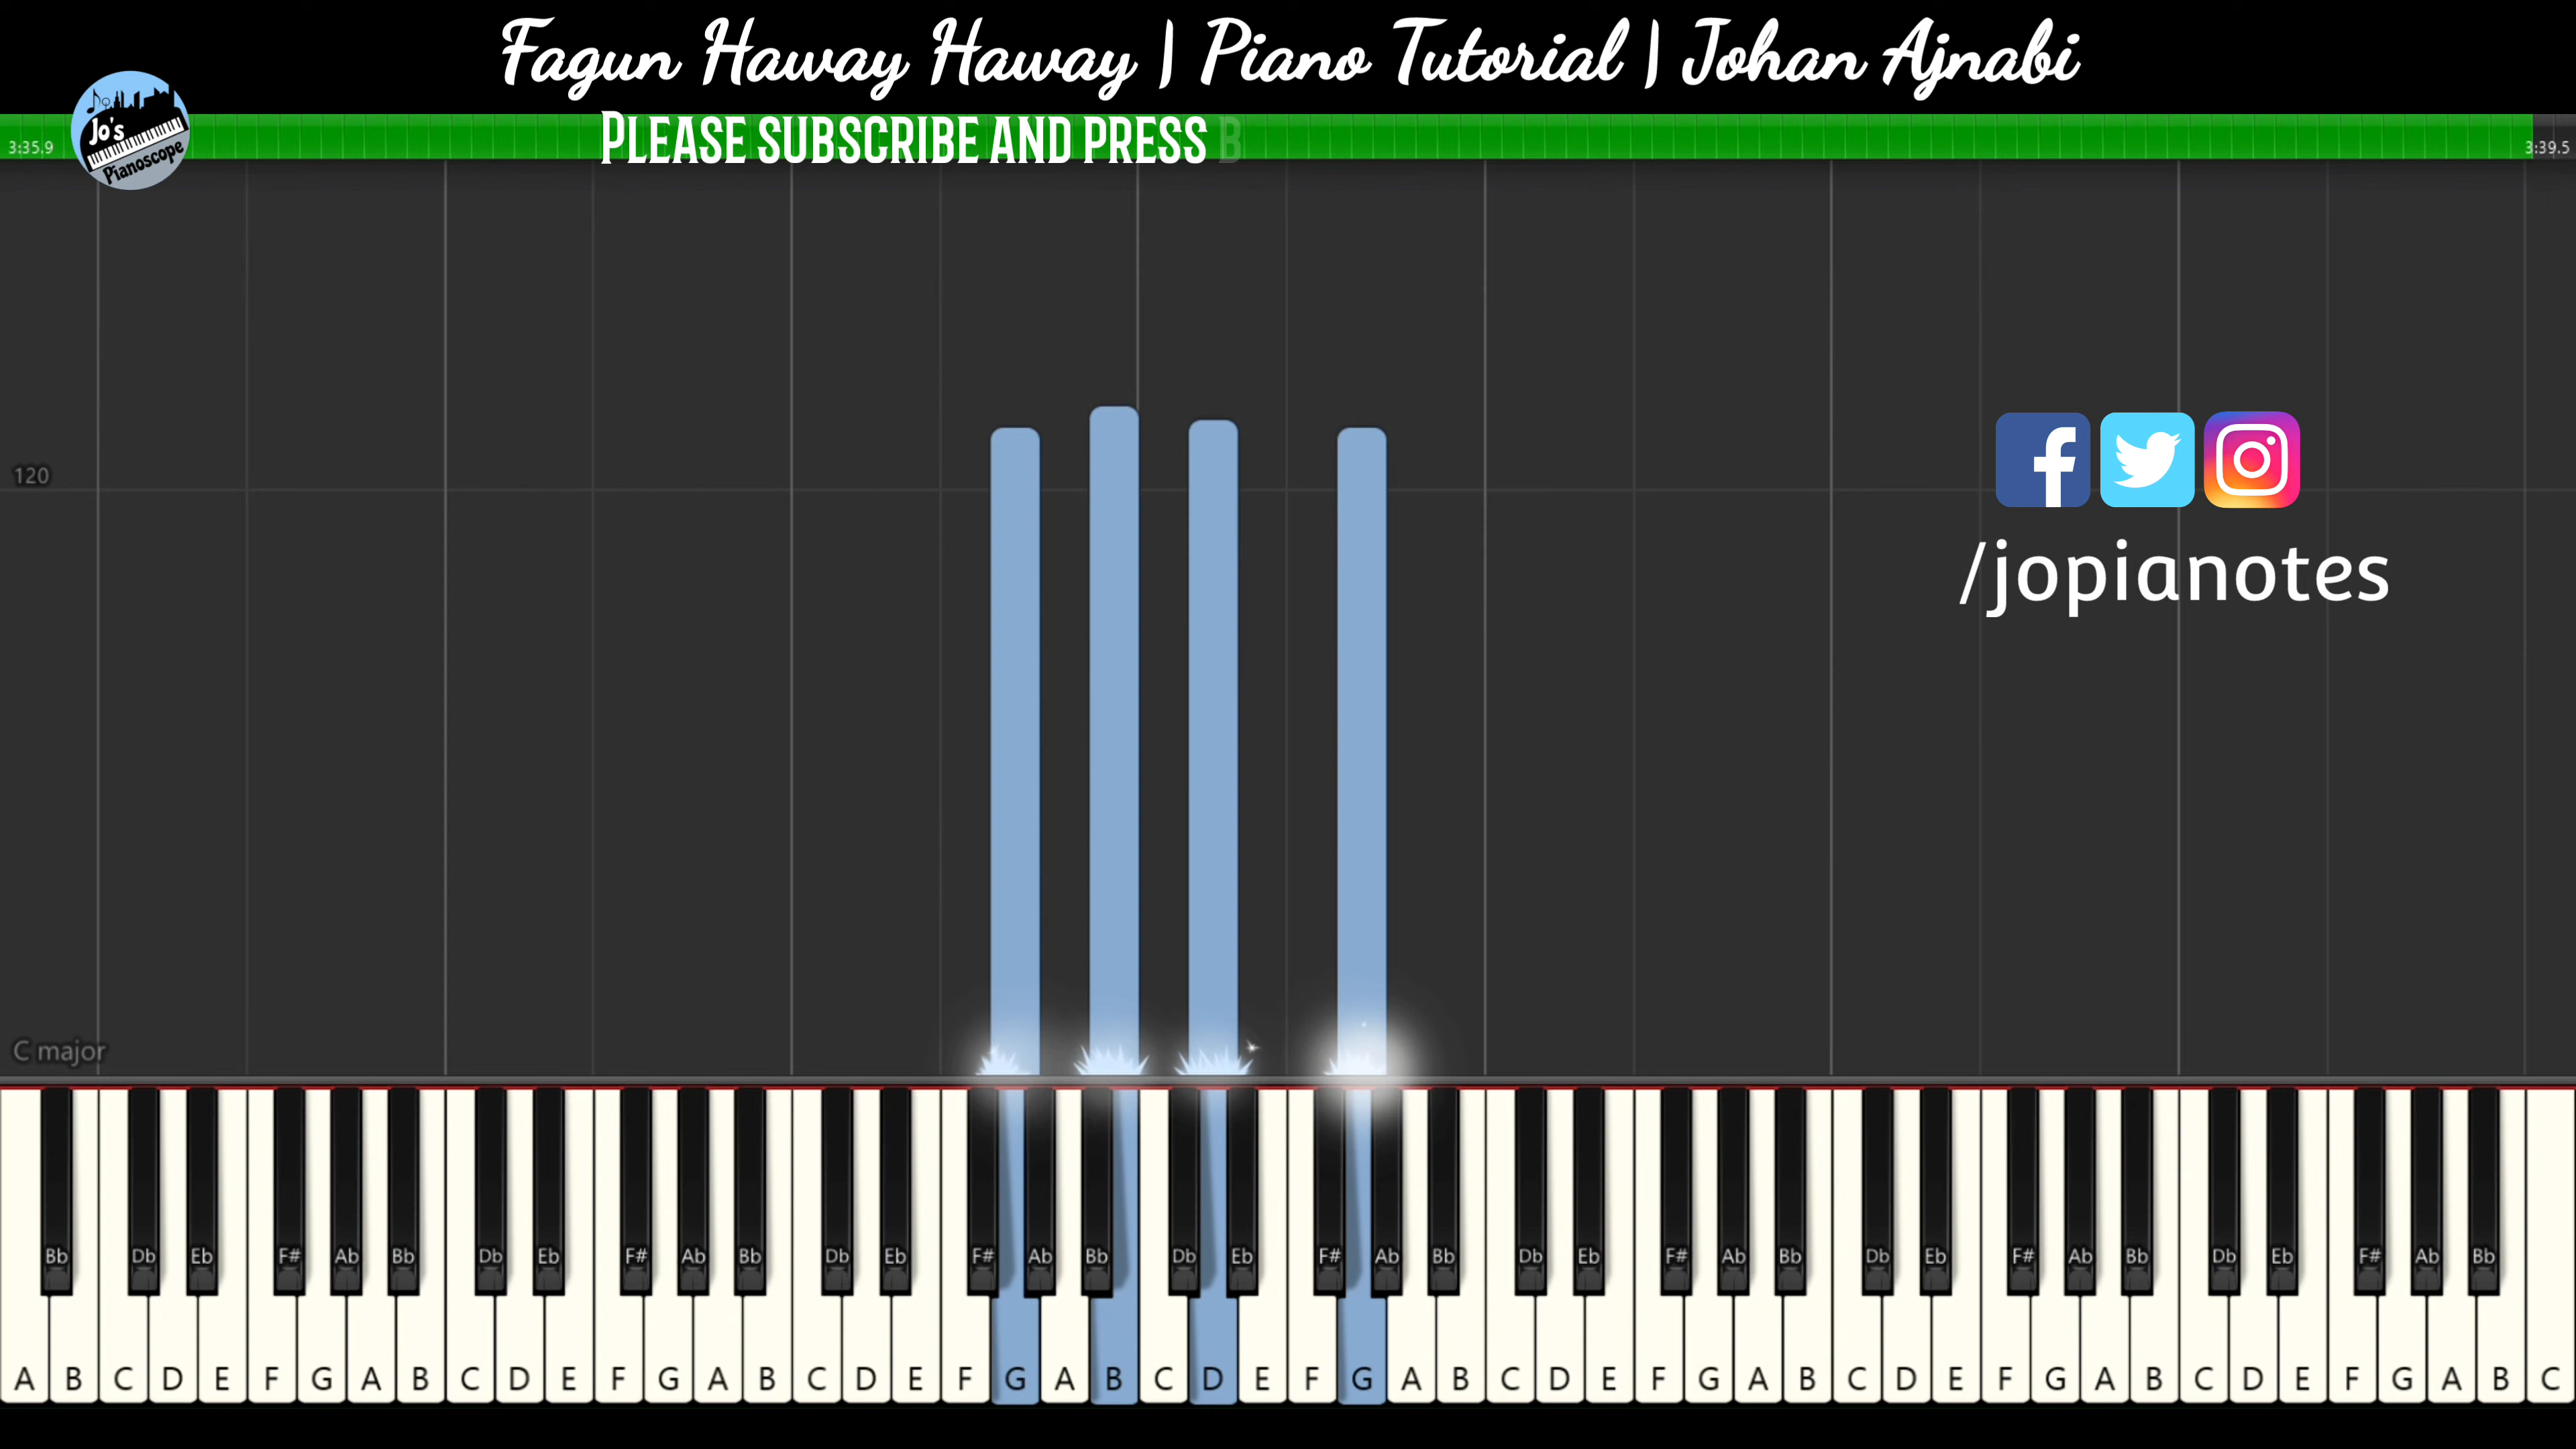 Fagun Haway Haway | Piano Tutorial | Johan Ajnabi
PLEASE SUBSCRIBE AND PRESS B
Jo's
Pianoscope
3:35.9
3:39.5
120
/jopianotes
C major
Bb Db Eb F# Ab Bb Db Eb F# Ab Bb Db Eb F# Ab Bb Db Eb F# Ab Bb Db Eb F# Ab Bb Db Eb F# Ab Bb Db Eb F# Ab Bb
A B C D E F G A B C D E F G A B C D E F G A B C D E F G A B C D E F G A B C D E F G A B C D E F G A B C